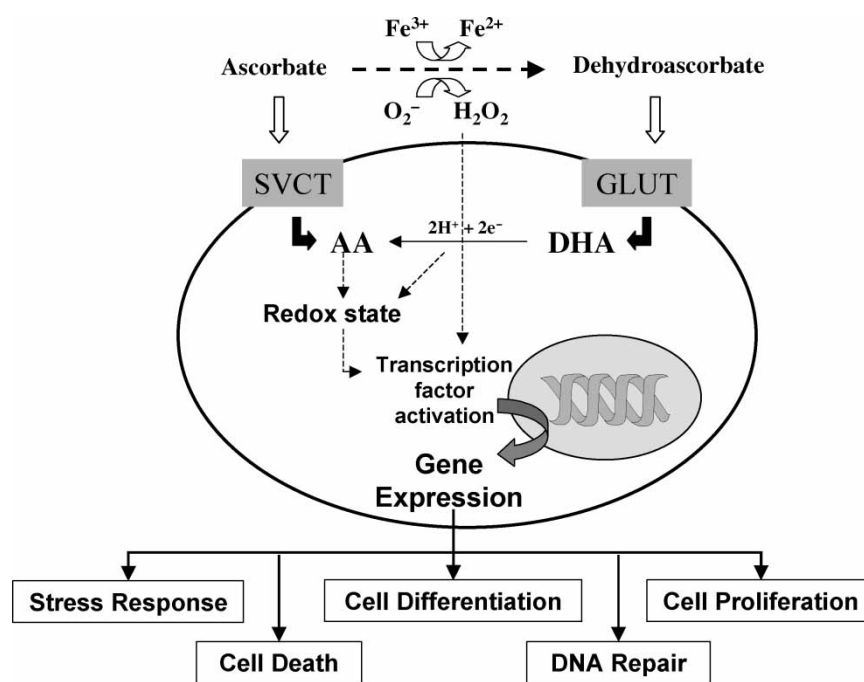 Fe³⁺ Fe²⁺
Ascorbate Dehydroascorbate
O₂⁻ H₂O₂
SVCT GLUT
2H⁺ + 2e⁻
AA DHA
Redox state
Transcription
factor
activation
Gene
Expression
Stress Response Cell Differentiation Cell Proliferation
Cell Death DNA Repair